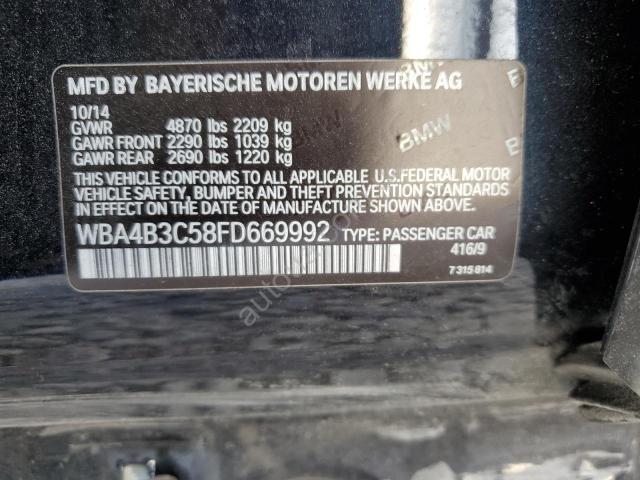 MFD BY BAYERISCHE MOTOREN WERKE AG
10/14
GVWR 4870 lbs 2209 kg
GAWR FRONT 2290 lbs 1039 kg
GAWR REAR 2690 lbs 1220 kg
BMW
BMW
THIS VEHICLE CONFORMS TO ALL APPLICABLE U.S.FEDERAL MOTOR
VEHICLE SAFETY, BUMPER AND THEFT PREVENTION STANDARDS
IN EFFECT ON THE DATE OF MANUFACTURE SHOWN ABOVE.
WBA4B3C58FD669992 TYPE: PASSENGER CAR
416/9
7 315 814